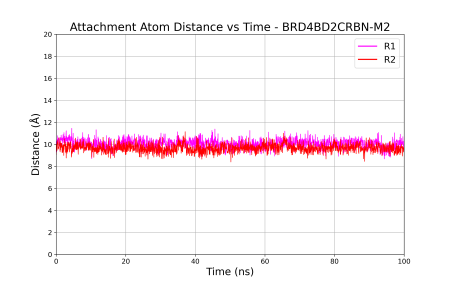 Attachment Atom Distance vs Time - BRD4BD2CRBN-M2
20
18
16
14
12
10
8
6
4
2
0
Distance (Å)
R1
R2
0 20 40 60 80 100
Time (ns)